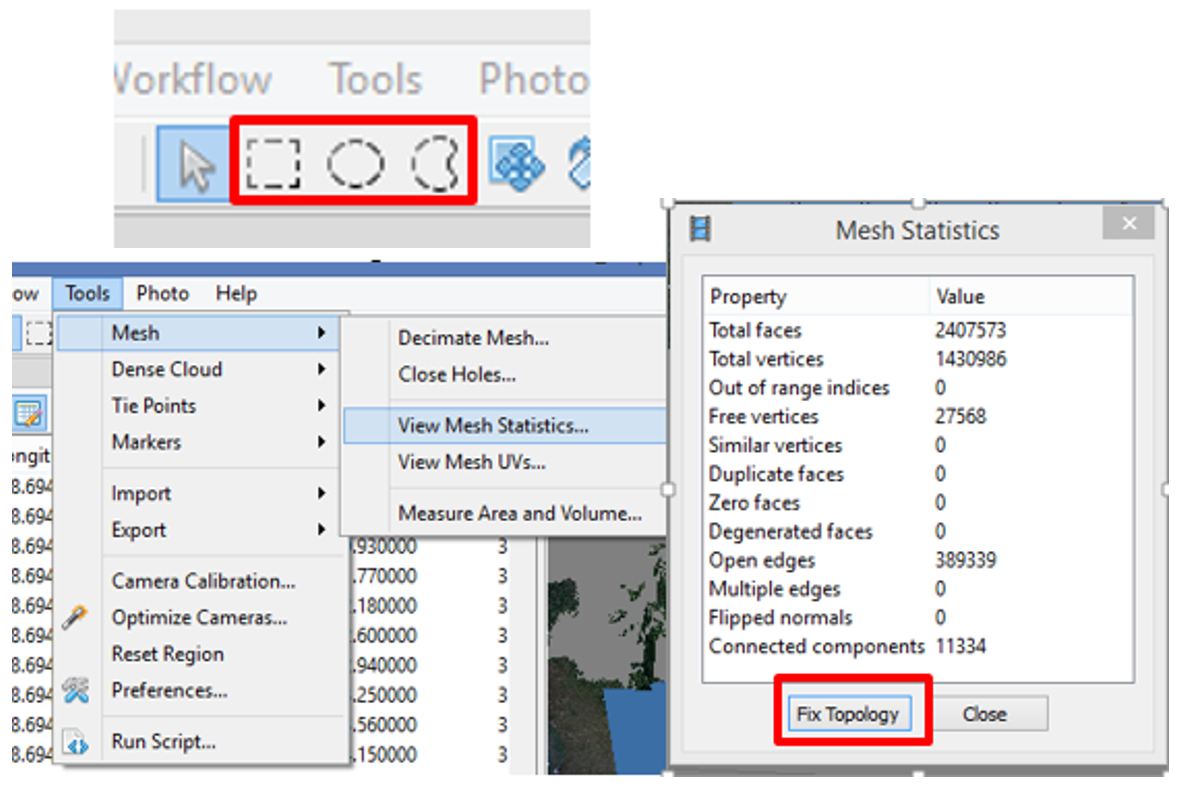 Workflow Tools Photo
ow Tools Photo Help
Mesh
Dense Cloud
Tie Points
Markers
Import
Export
Camera Calibration...
Optimize Cameras...
Reset Region
Preferences...
Run Script...
Decimate Mesh...
Close Holes...
View Mesh Statistics...
View Mesh UVs...
Measure Area and Volume...
ongit
8.694
8.694
8.694 .930000 3
8.694 .770000 3
8.694 .180000 3
8.694 .600000 3
8.694 .940000 3
8.694 .250000 3
8.694 .560000 3
8.694 .150000 3
Mesh Statistics
Property Value
Total faces 2407573
Total vertices 1430986
Out of range indices 0
Free vertices 27568
Similar vertices 0
Duplicate faces 0
Zero faces 0
Degenerated faces 0
Open edges 389339
Multiple edges 0
Flipped normals 0
Connected components 11334
Fix Topology Close